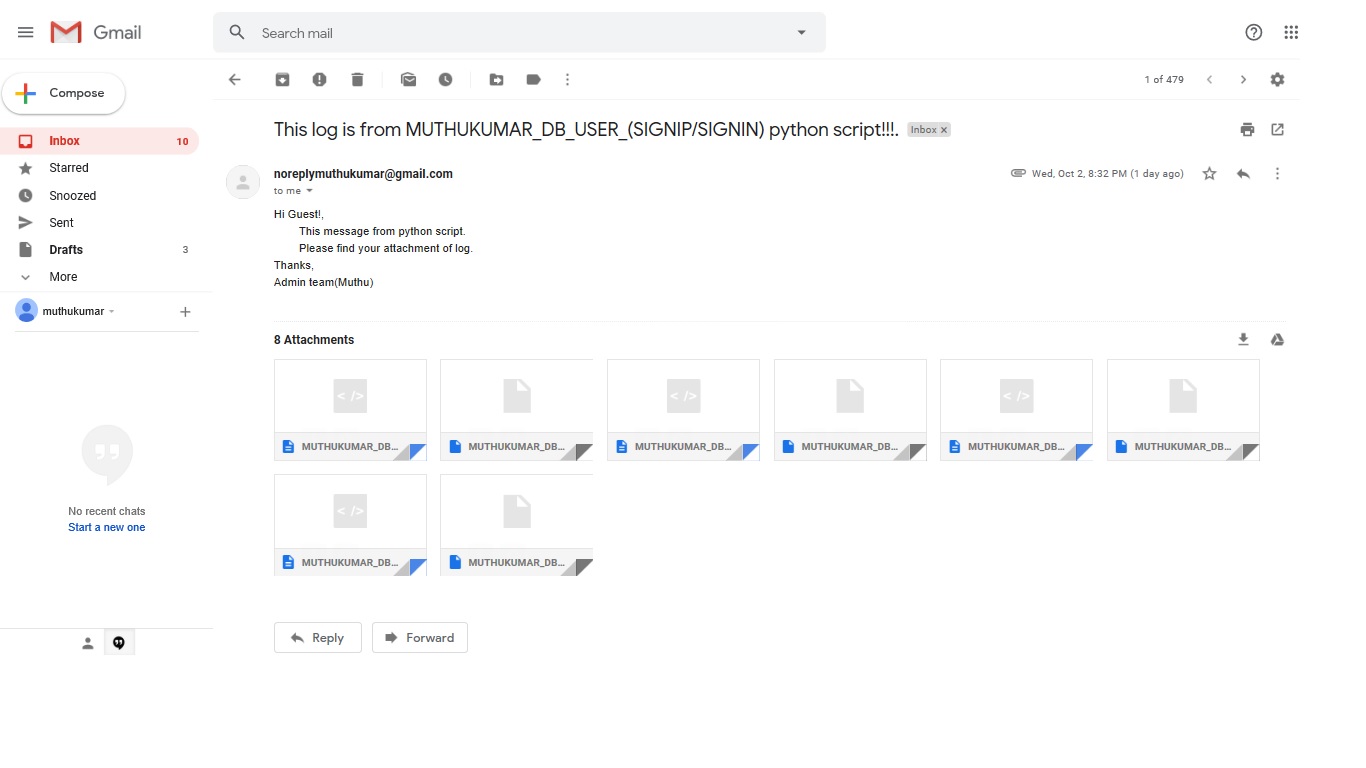 Gmail
Search mail
Compose
1 of 479
Inbox 10
Starred
Snoozed
Sent
Drafts 3
More
muthukumar
No recent chats
Start a new one
This log is from MUTHUKUMAR_DB_USER_(SIGNIP/SIGNIN) python script!!!. Inbox x
noreplymuthukumar@gmail.com
Wed, Oct 2, 8:32 PM (1 day ago)
to me
Hi Guest!,
This message from python script.
Please find your attachment of log.
Thanks,
Admin team(Muthu)
8 Attachments
</> </> </>
MUTHUKUMAR_DB... MUTHUKUMAR_DB... MUTHUKUMAR_DB... MUTHUKUMAR_DB... MUTHUKUMAR_DB... MUTHUKUMAR_DB...
</>
MUTHUKUMAR_DB... MUTHUKUMAR_DB...
Reply Forward